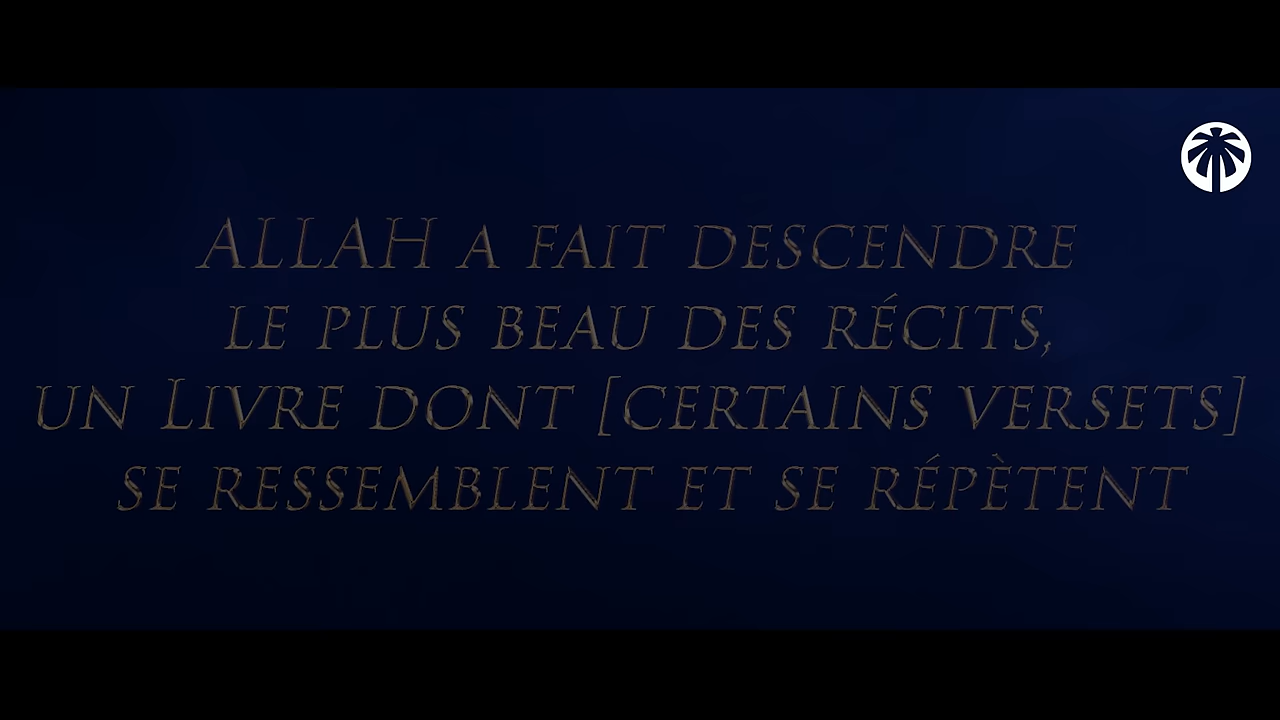 ALLAH A FAIT DESCENDRE
LE PLUS BEAU DES RÉCITS,
UN LIVRE DONT [CERTAINS VERSETS]
SE RESSEMBLENT ET SE RÉPÈTENT